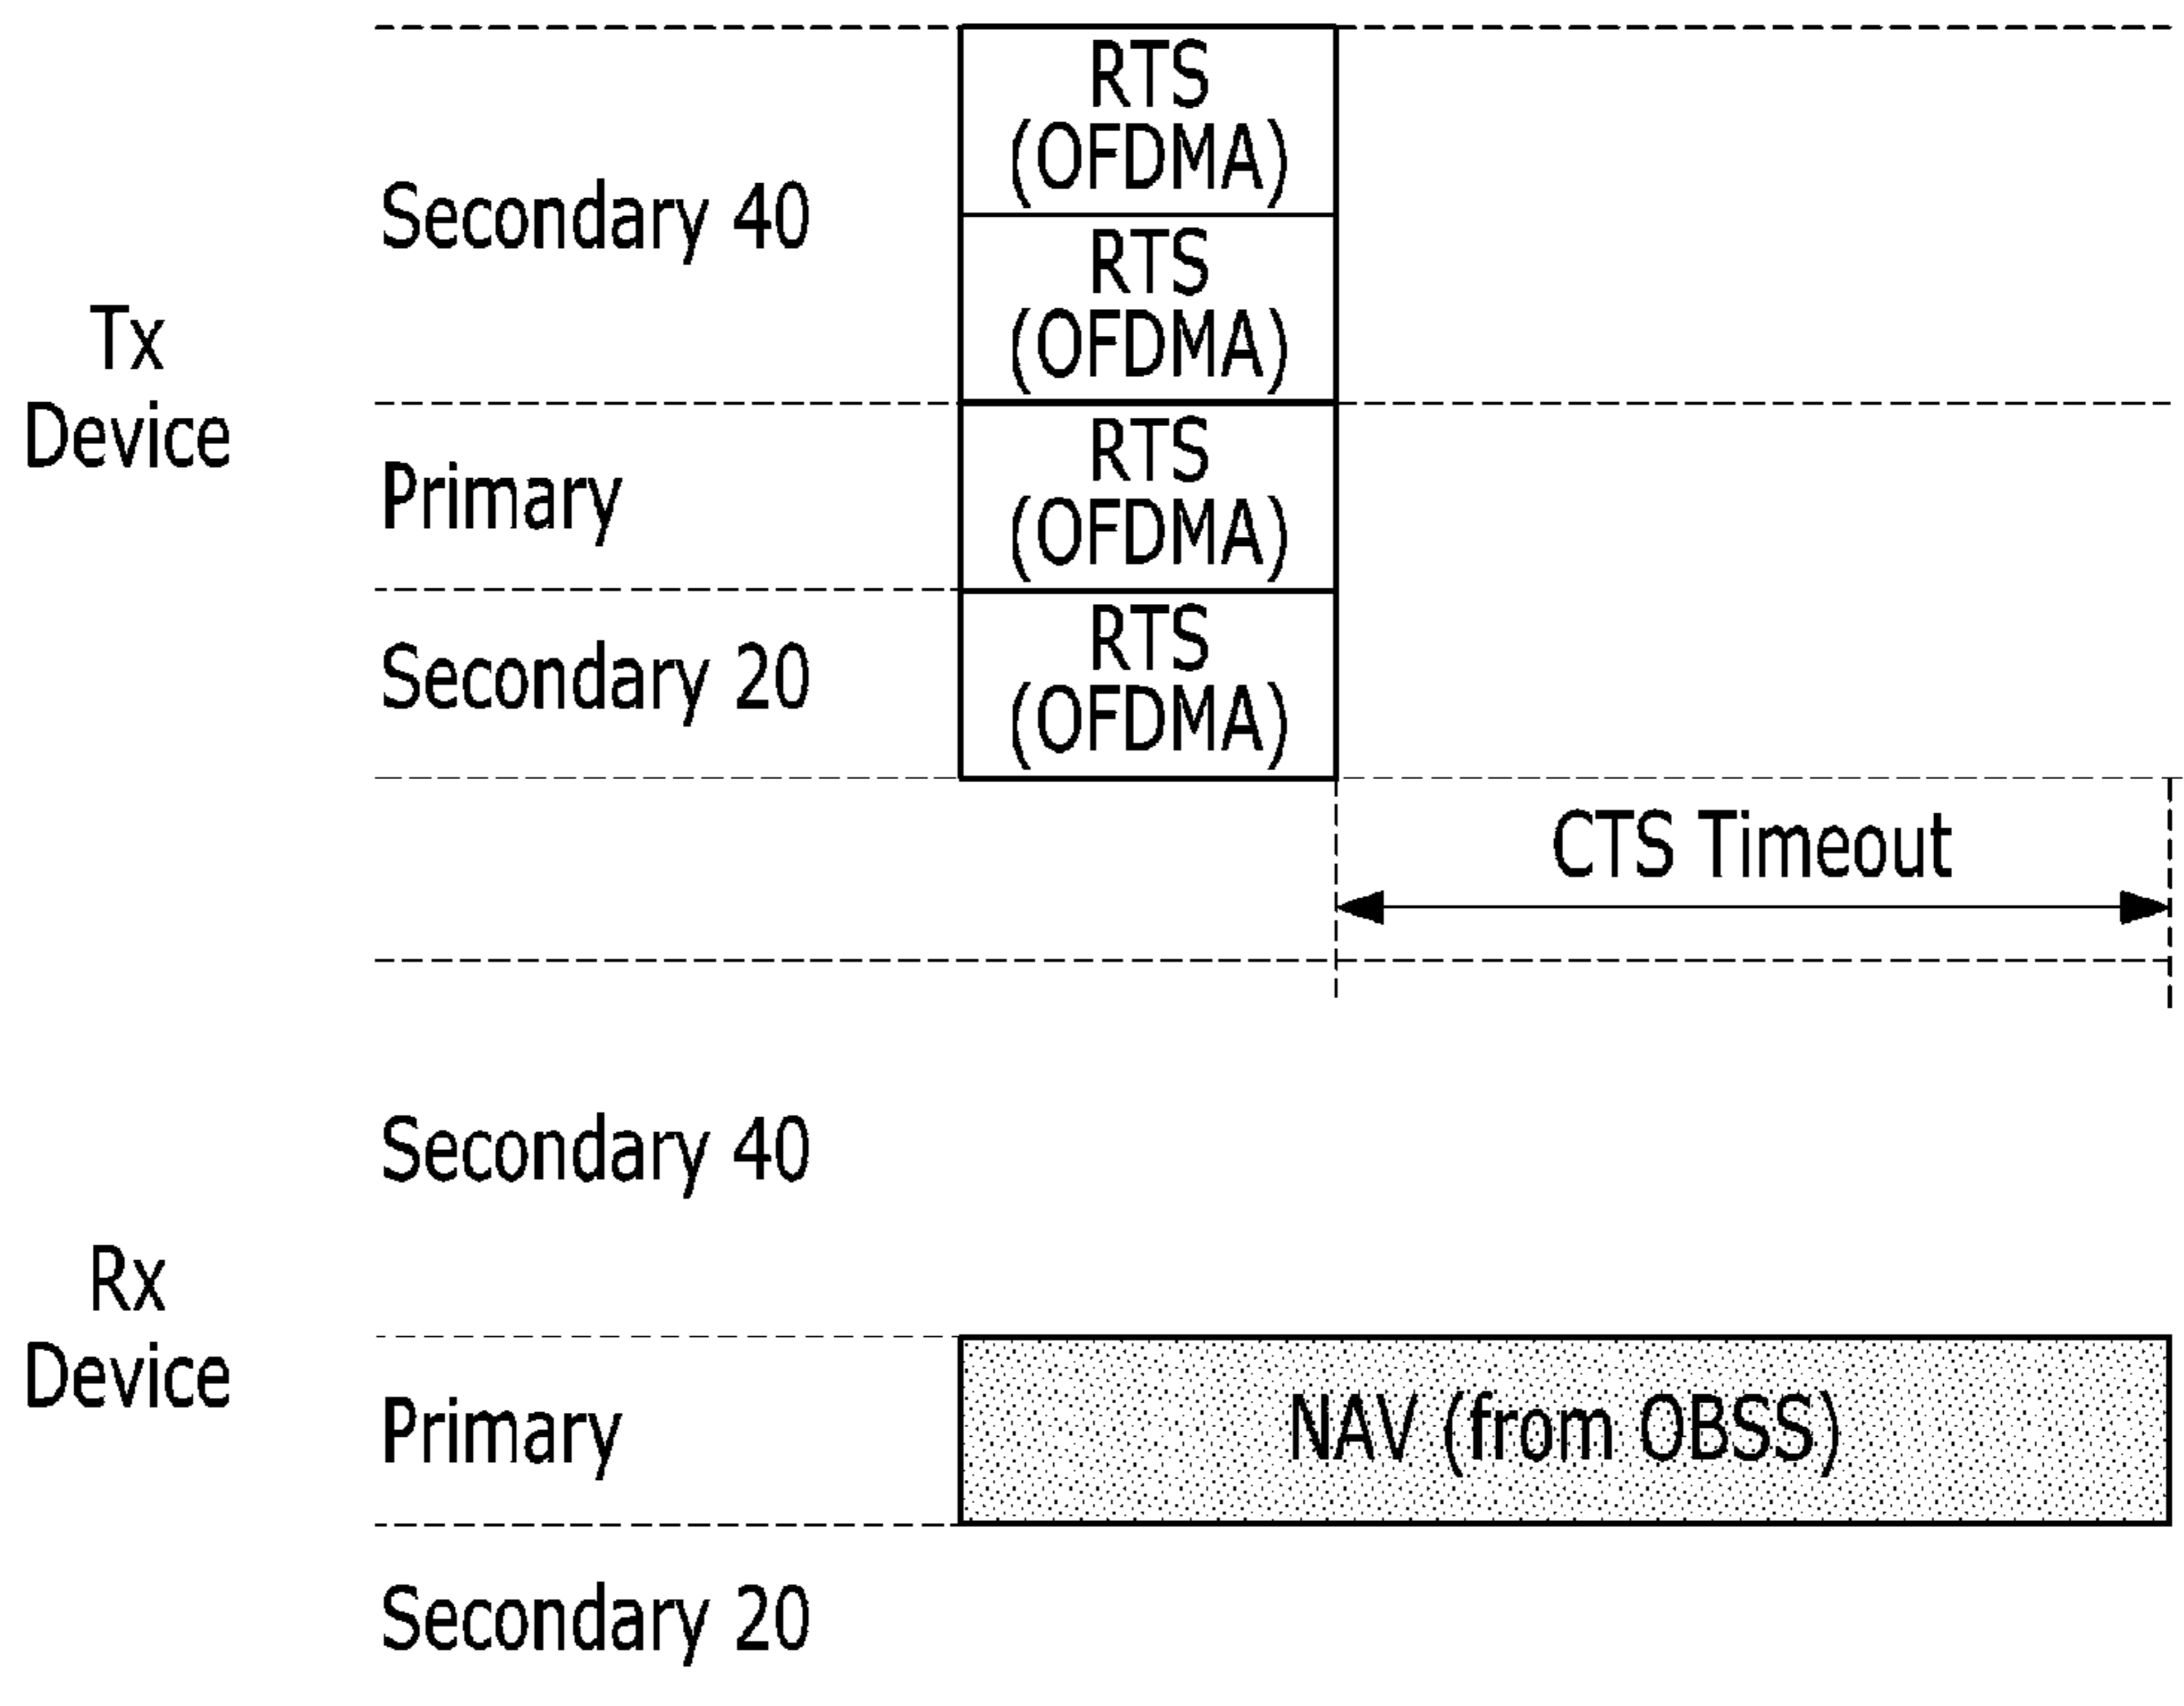 RTS
(OFDMA)
Secondary 40
RTS
(OFDMA)
Tx
Device
RTS
(OFDMA)
Primary
RTS
(OFDMA)
Secondary 20
CTS Timeout
Secondary 40
Rx
Device
Primary
NAV (from OBSS)
Secondary 20